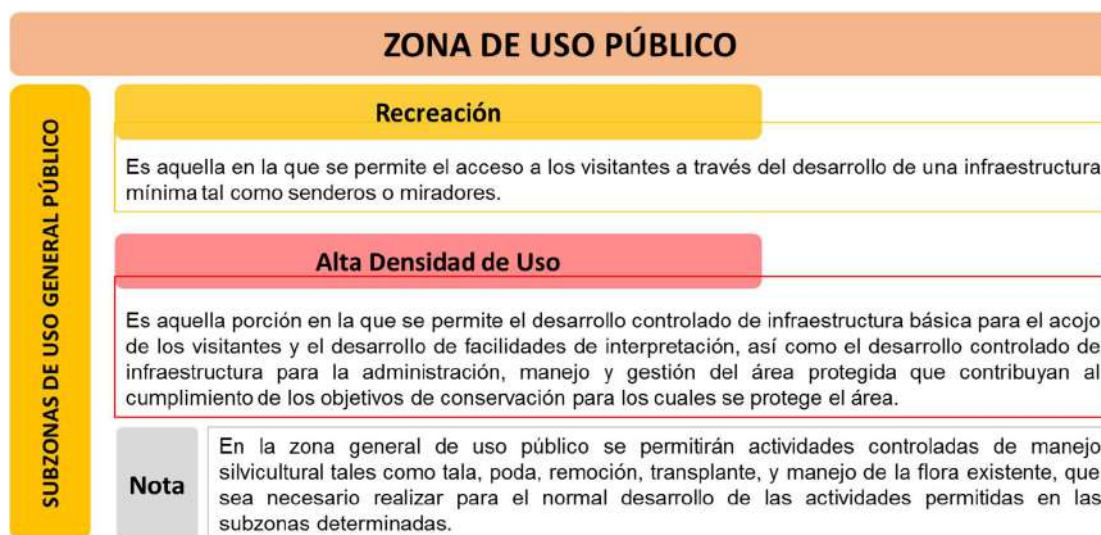 ZONA DE USO PÚBLICO
SUBZONAS DE USO GENERAL PÚBLICO
Recreación
Es aquella en la que se permite el acceso a los visitantes a través del desarrollo de una infraestructura
mínima tal como senderos o miradores.
Alta Densidad de Uso
Es aquella porción en la que se permite el desarrollo controlado de infraestructura básica para el acojo
de los visitantes y el desarrollo de facilidades de interpretación, así como el desarrollo controlado de
infraestructura para la administración, manejo y gestión del área protegida que contribuyan al
cumplimiento de los objetivos de conservación para los cuales se protege el área.
Nota
En la zona general de uso público se permitirán actividades controladas de manejo
silvicultural tales como tala, poda, remoción, transplante, y manejo de la flora existente, que
sea necesario realizar para el normal desarrollo de las actividades permitidas en las
subzonas determinadas.